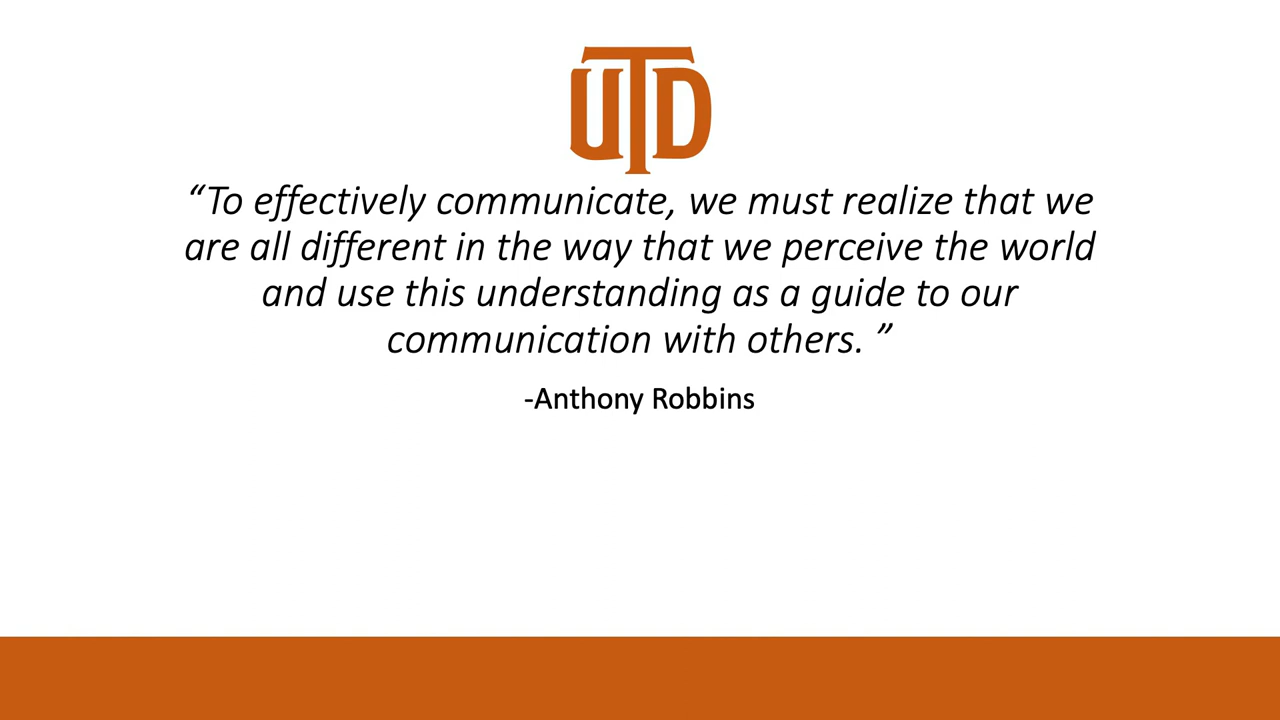 UTD
“To effectively communicate, we must realize that we
are all different in the way that we perceive the world
and use this understanding as a guide to our
communication with others. ”
-Anthony Robbins